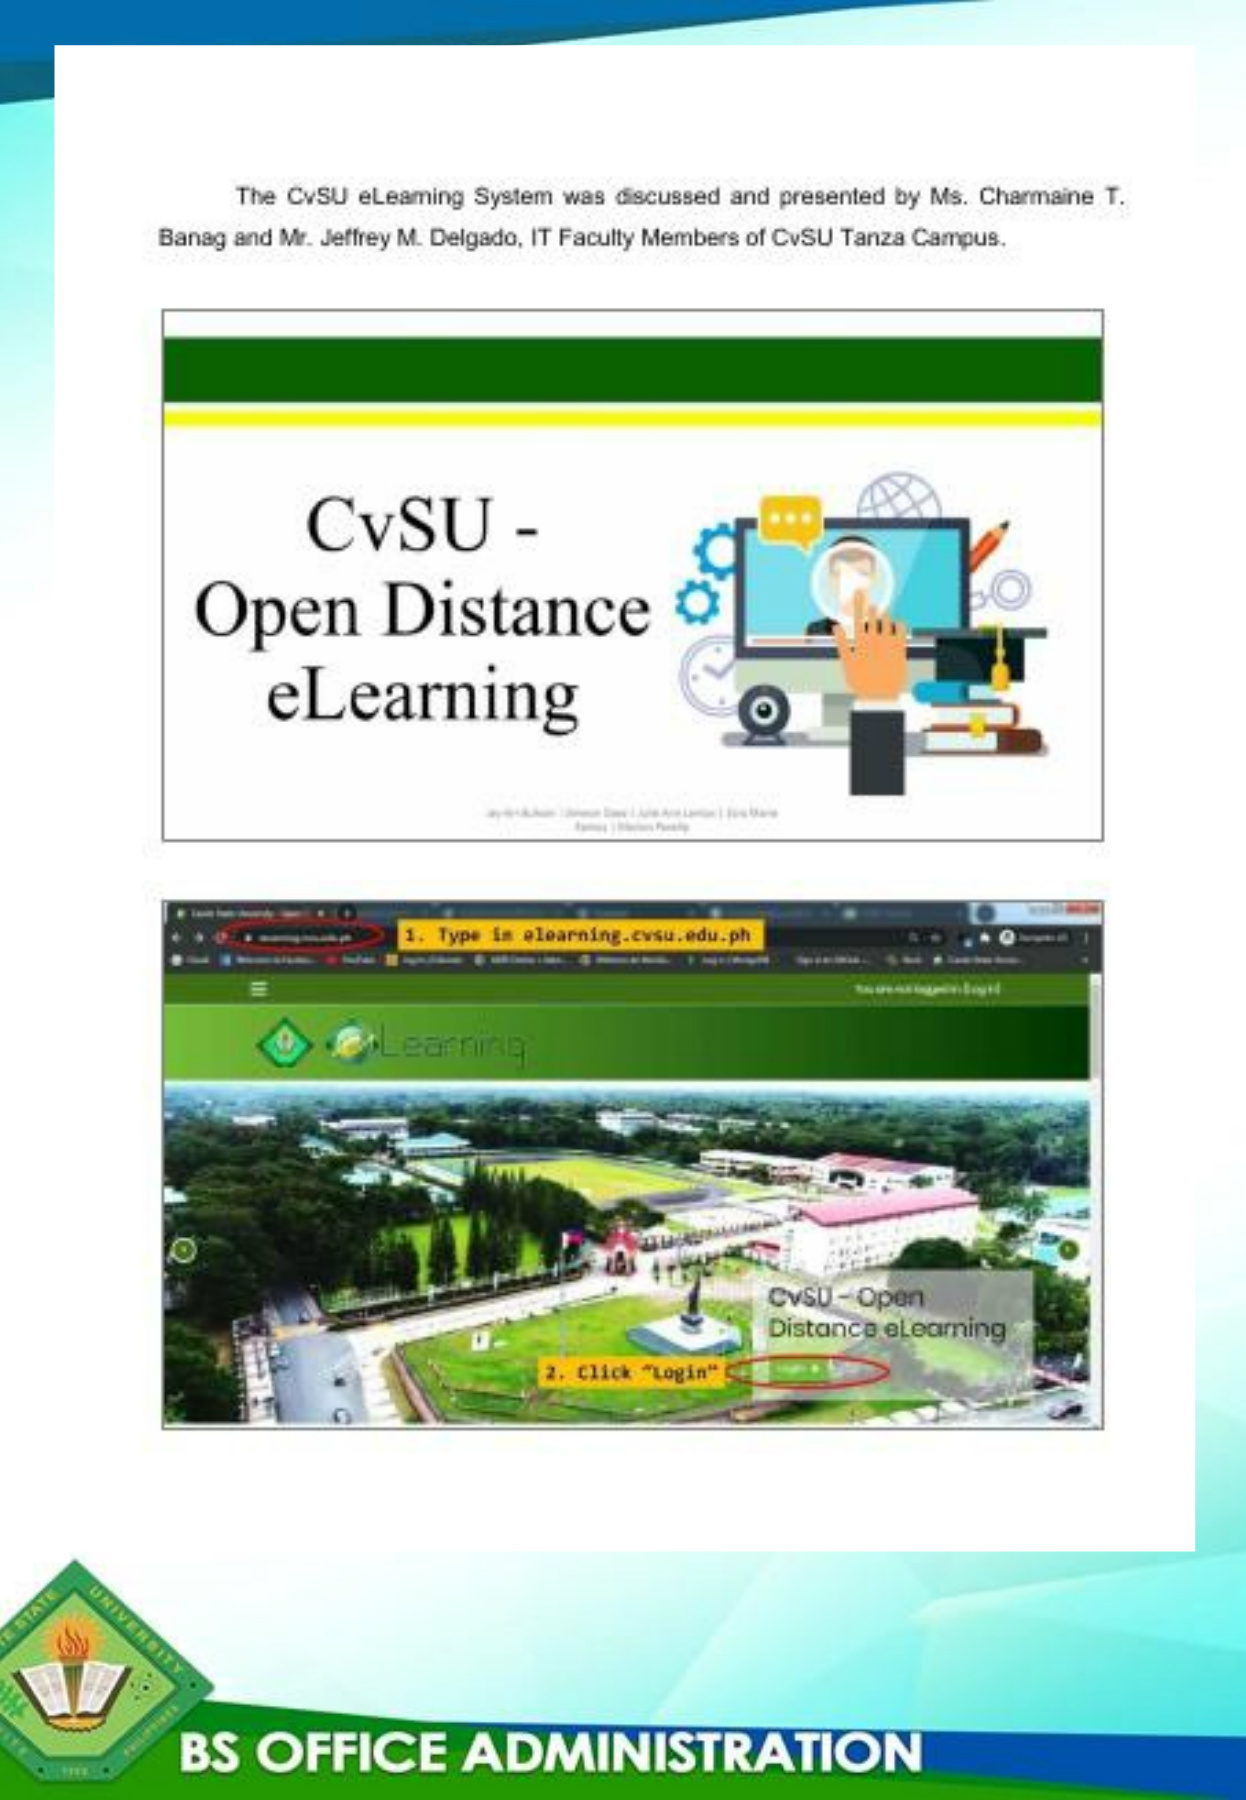 The CvSU eLearning System was discussed and presented by Ms. Charmaine T.
Banag and Mr. Jeffrey M. Delgado, IT Faculty Members of CvSU Tanza Campus.
CvSU -
Open Distance
eLearning
1. Type in elearning.cvsu.edu.ph
You are not logged in (Log in)
Learning
CvSU - Open
Distance eLearning
2. Click "Login"
Login
STATE UNIVERSITY
PHILIPPINES
BS OFFICE ADMINISTRATION